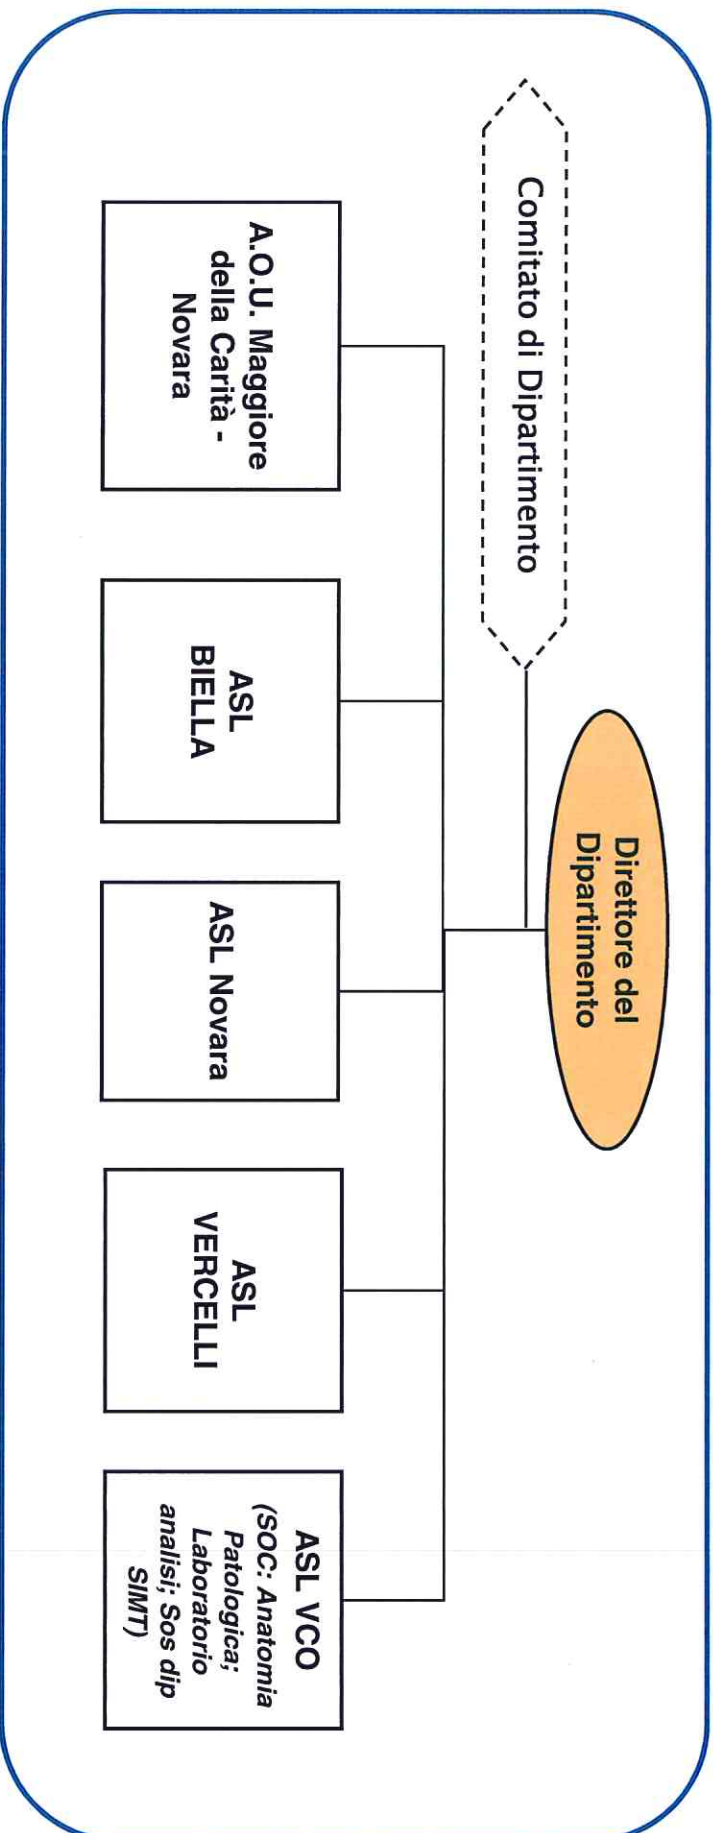 Direttore del
Dipartimento
Comitato di Dipartimento
A.O.U. Maggiore
della Carità -
Novara
ASL
BIELLA
ASL Novara
ASL
VERCELLI
ASL VCO
(SOC: Anatomia
Patologica;
Laboratorio
analisi; Sos dip
SIMT)